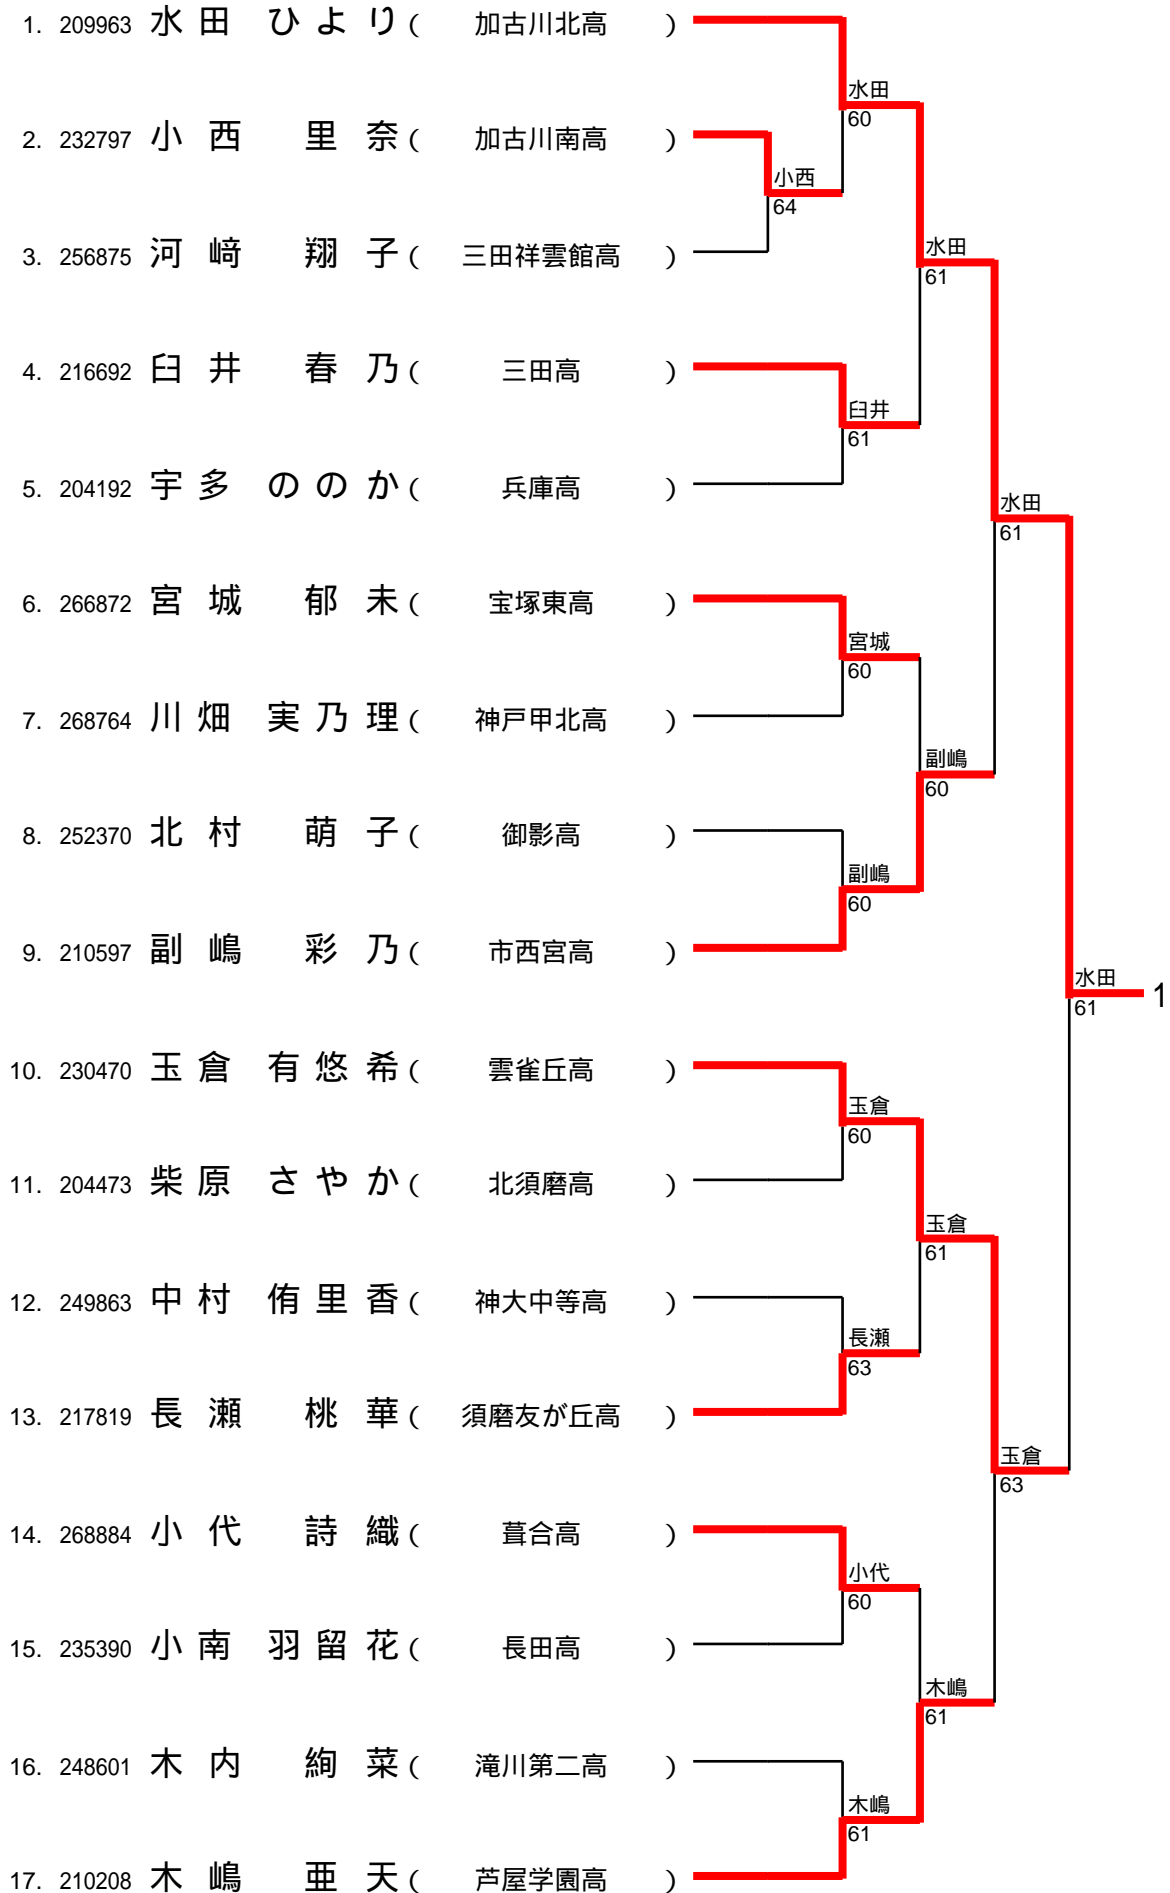 1. 209963 水田 ひより ( 加古川北高 )
水田
60
2. 232797 小西 里奈 ( 加古川南高 )
小西
64
3. 256875 河﨑 翔子 ( 三田祥雲館高 )
水田
61
4. 216692 臼井 春乃 ( 三田高 )
臼井
61
5. 204192 宇多 ののか ( 兵庫高 )
水田
61
6. 266872 宮城 郁未 ( 宝塚東高 )
宮城
60
7. 268764 川畑 実乃理 ( 神戸甲北高 )
副嶋
60
8. 252370 北村 萌子 ( 御影高 )
副嶋
60
9. 210597 副嶋 彩乃 ( 市西宮高 )
水田
61
1
10. 230470 玉倉 有悠希 ( 雲雀丘高 )
玉倉
60
11. 204473 柴原 さやか ( 北須磨高 )
玉倉
61
12. 249863 中村 侑里香 ( 神大中等高 )
長瀬
63
13. 217819 長瀬 桃華 ( 須磨友が丘高 )
玉倉
63
14. 268884 小代 詩織 ( 葺合高 )
小代
60
15. 235390 小南 羽留花 ( 長田高 )
木嶋
61
16. 248601 木内 絢菜 ( 滝川第二高 )
木嶋
61
17. 210208 木嶋 亜天 ( 芦屋学園高 )